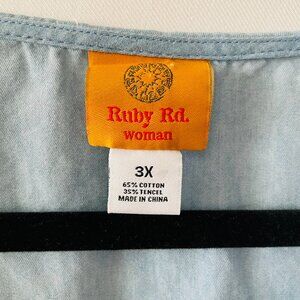 Ruby Rd.
woman
3X
65% COTTON
35% TENCEL
MADE IN CHINA